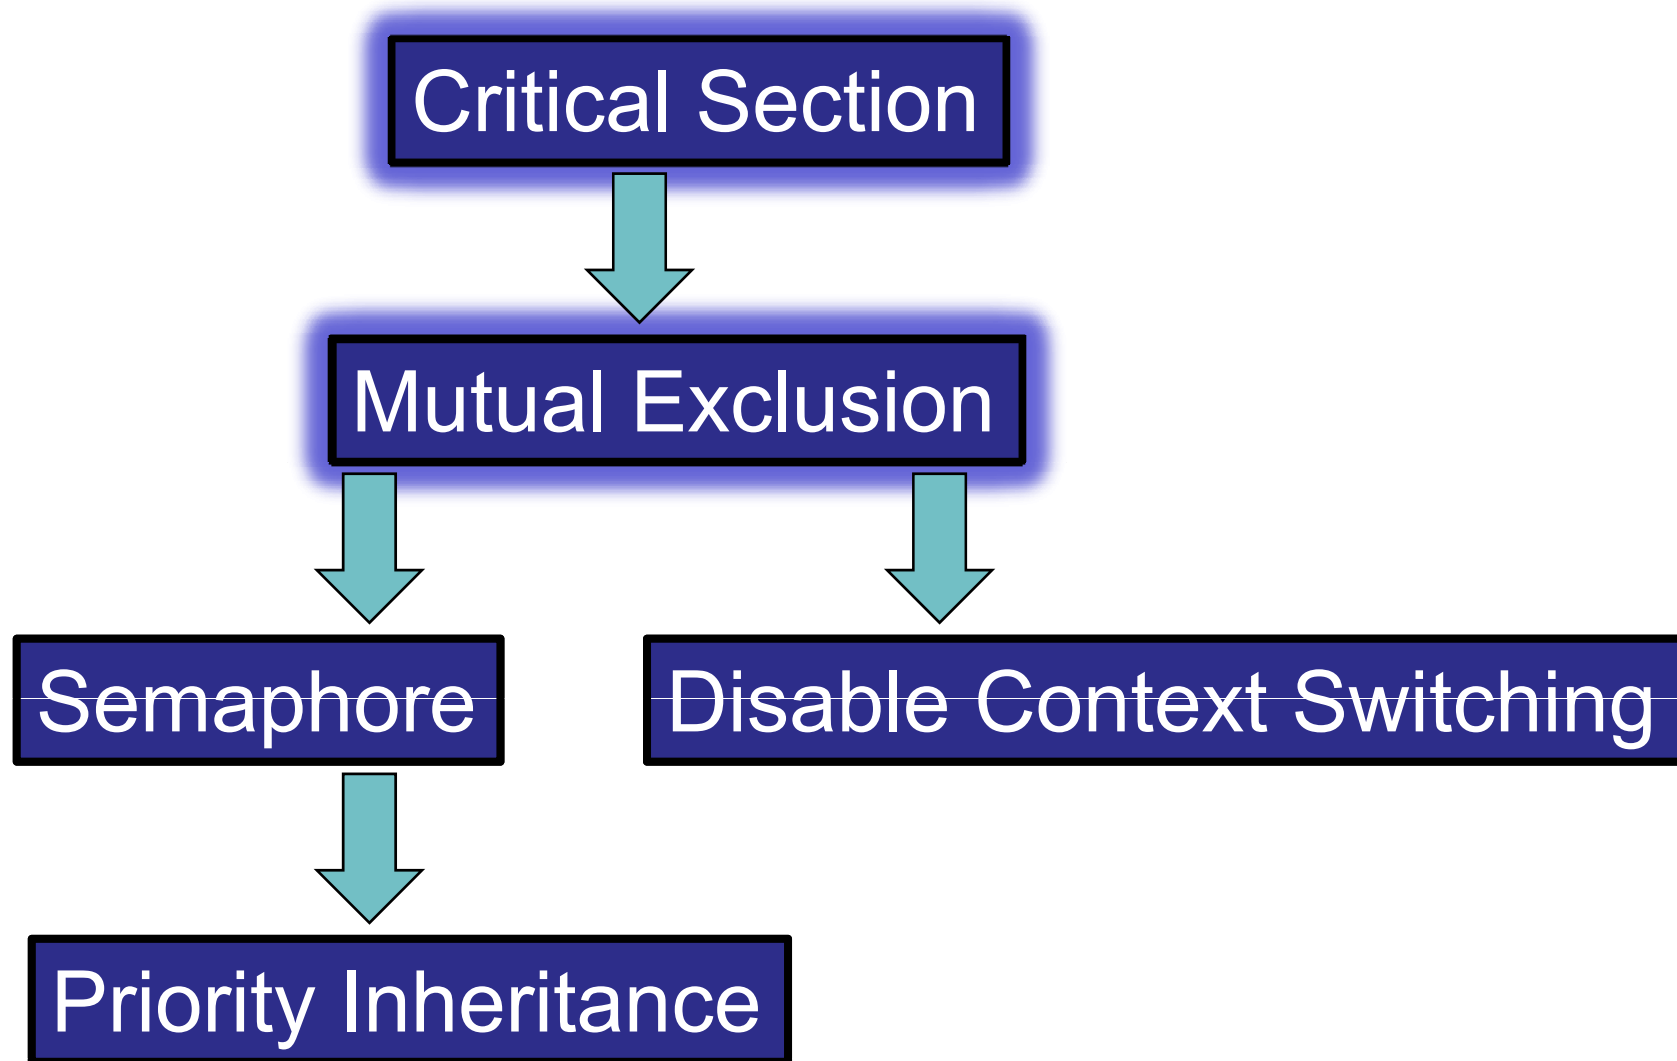 Critical Section
Mutual Exclusion
Semaphore
Disable Context Switching
Priority Inheritance